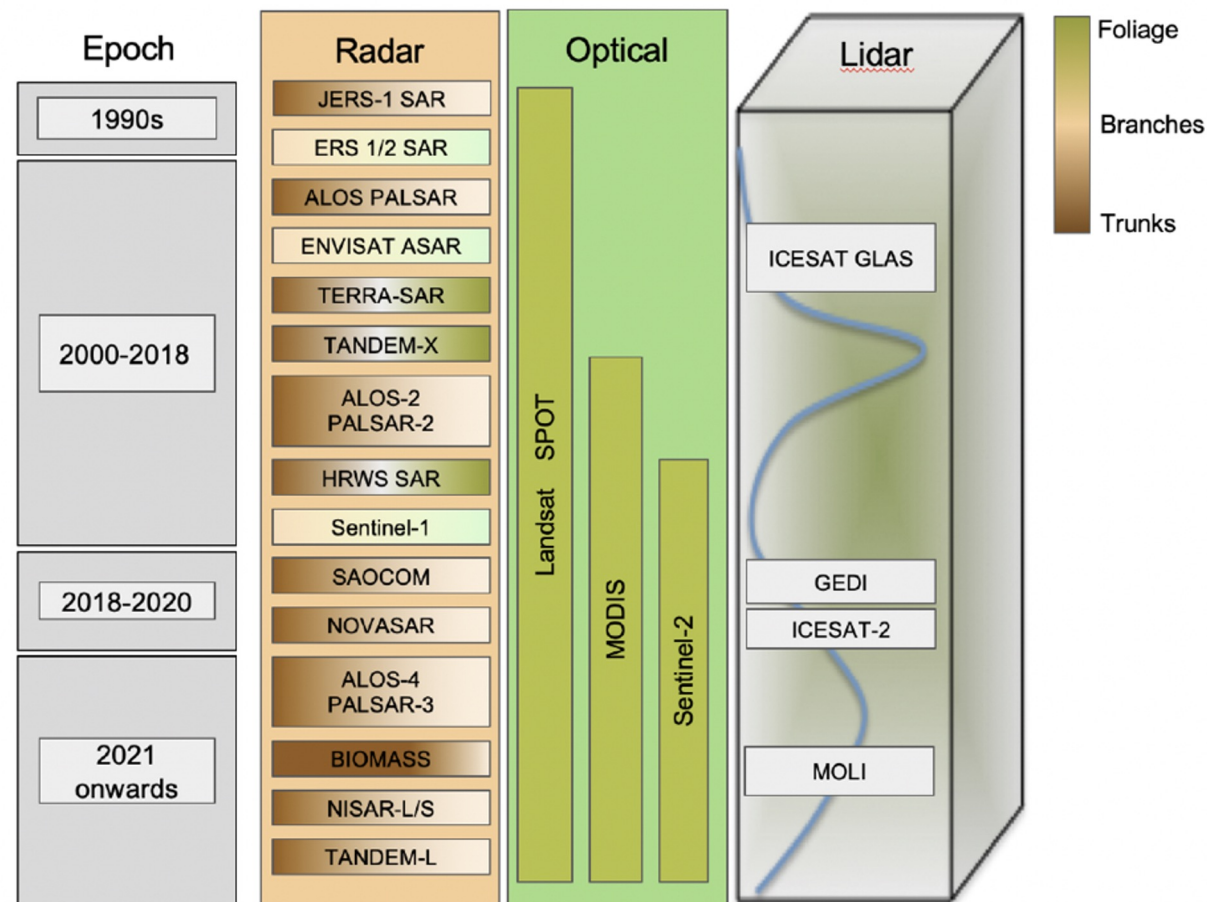 Epoch
1990s
2000-2018
2018-2020
2021
onwards
Radar
JERS-1 SAR
ERS 1/2 SAR
ALOS PALSAR
ENVISAT ASAR
TERRA-SAR
TANDEM-X
ALOS-2
PALSAR-2
HRWS SAR
Sentinel-1
SAOCOM
NOVASAR
ALOS-4
PALSAR-3
BIOMASS
NISAR-L/S
TANDEM-L
Optical
Landsat SPOT
MODIS
Sentinel-2
Lidar
ICESAT GLAS
GEDI
ICESAT-2
MOLI
Foliage
Branches
Trunks